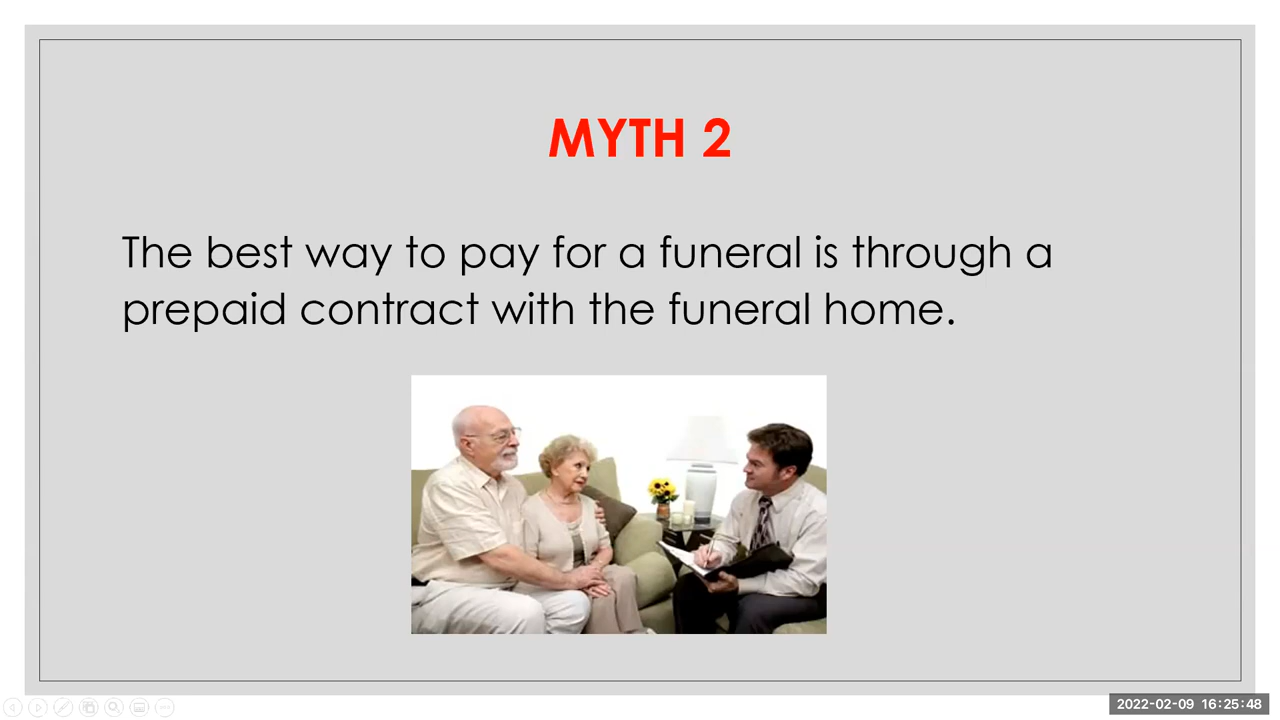 MYTH 2
The best way to pay for a funeral is through a
prepaid contract with the funeral home.
2022-02-09 16:25:48